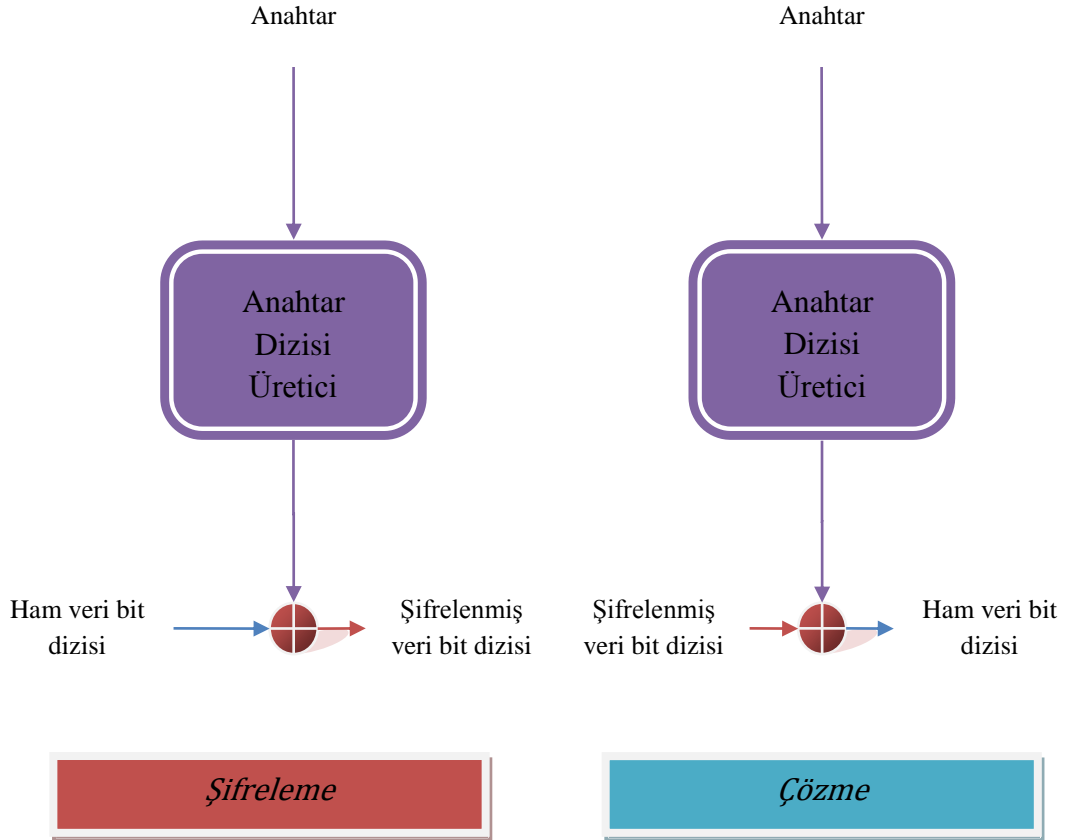 Anahtar
Anahtar
Anahtar
Dizisi
Üretici
Anahtar
Dizisi
Üretici
Ham veri bit
dizisi
Şifrelenmiş
veri bit dizisi
Şifrelenmiş
veri bit dizisi
Ham veri bit
dizisi
Şifreleme
Çözme